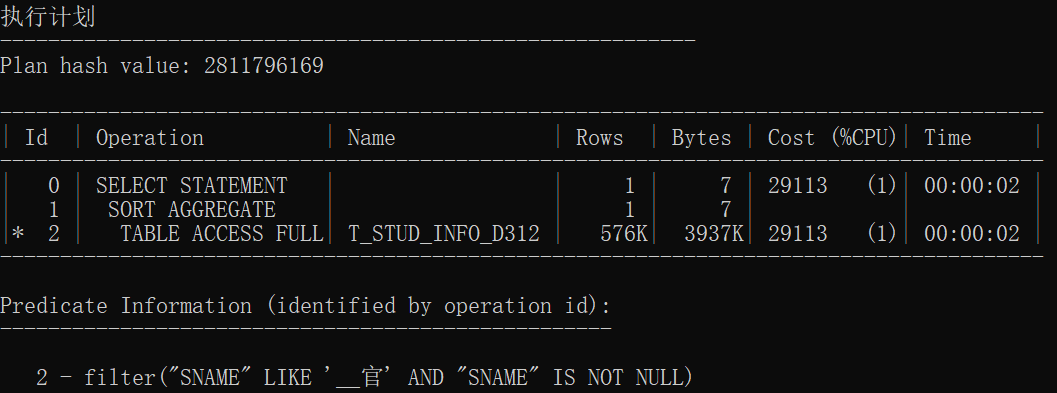 执行计划
----------------------------------------------------------
Plan hash value: 2811796169

---------------------------------------------------------------------------------------
| Id  | Operation          | Name             | Rows  | Bytes | Cost (%CPU)| Time     |
---------------------------------------------------------------------------------------
|   0 | SELECT STATEMENT   |                  |     1 |     7 | 29113   (1)| 00:00:02 |
|   1 |  SORT AGGREGATE    |                  |     1 |     7 |            |          |
|*  2 |   TABLE ACCESS FULL| T_STUD_INFO_D312 |   576K|  3937K| 29113   (1)| 00:00:02 |
---------------------------------------------------------------------------------------

Predicate Information (identified by operation id):
---------------------------------------------------

   2 - filter("SNAME" LIKE '__官' AND "SNAME" IS NOT NULL)